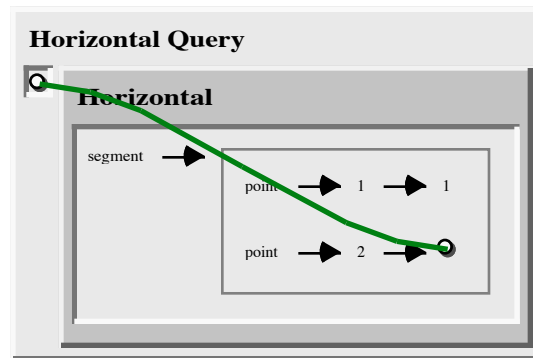 Horizontal Query
Horizontal
segment
point 1 1
point 2